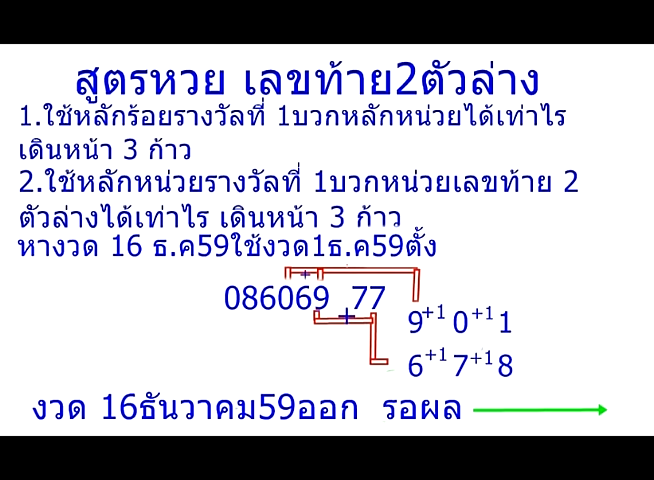 สูตรหวย เลขท้าย2ตัวล่าง
1.ใช้หลักร้อยรางวัลที่ 1บวกหลักหน่วยได้เท่าไร
เดินหน้า 3 ก้าว
2.ใช้หลักหน่วยรางวัลที่ 1บวกหน่วยเลขท้าย 2
ตัวล่างได้เท่าไร เดินหน้า 3 ก้าว
หางวด 16 ธ.ค59ใช้งวด1ธ.ค59ตั้ง
+
086069 77
+
9+1 0+1 1
6+1 7+1 8
งวด 16ธันวาคม59ออก รอผล